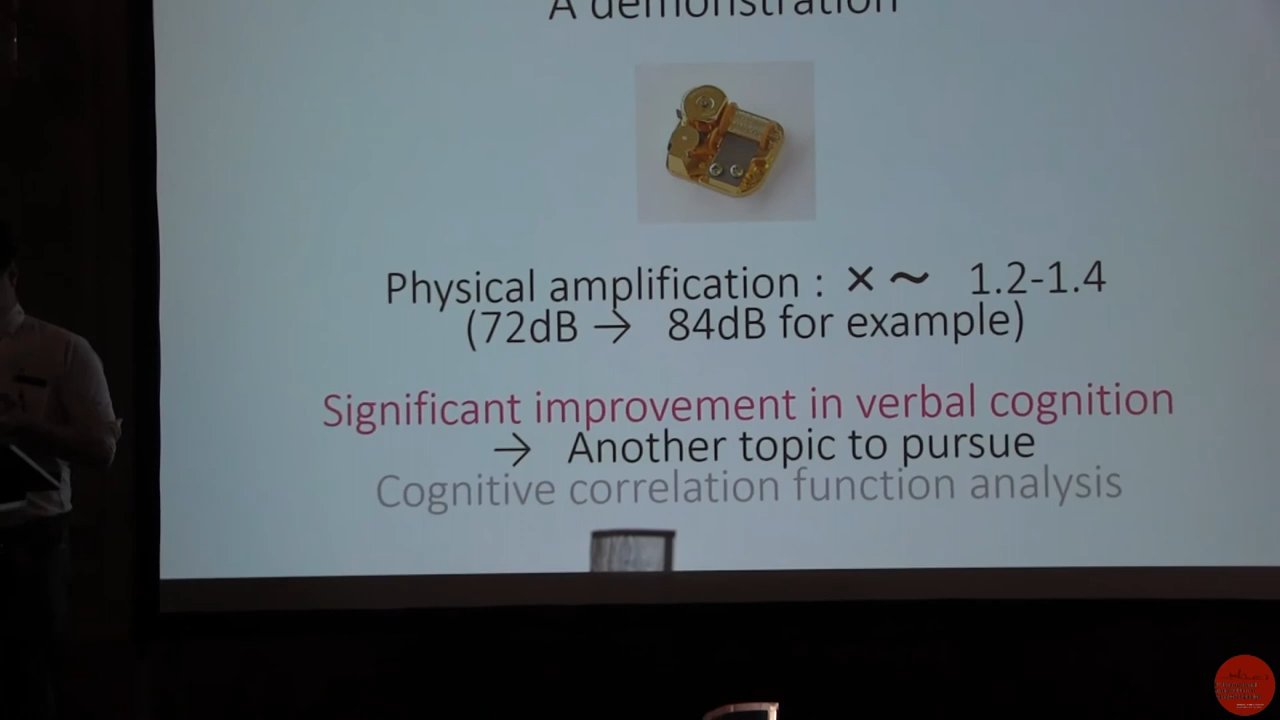 A demonstration
Physical amplification : × ～ 1.2-1.4
(72dB → 84dB for example)
Significant improvement in verbal cognition
→ Another topic to pursue
Cognitive correlation function analysis